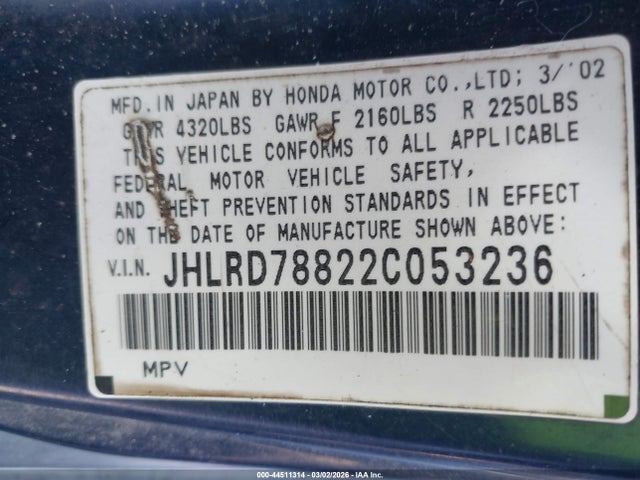 MFD. IN JAPAN BY HONDA MOTOR CO.,LTD; 3/'02
GVWR 4320LBS GAWR F 2160LBS R 2250LBS
THIS VEHICLE CONFORMS TO ALL APPLICABLE
FEDERAL MOTOR VEHICLE SAFETY,
AND THEFT PREVENTION STANDARDS IN EFFECT
ON THE DATE OF MANUFACTURE SHOWN ABOVE:
V.I.N. JHLRD78822C053236
MPV
000-44511314 - 03/02/2026 - IAA Inc.